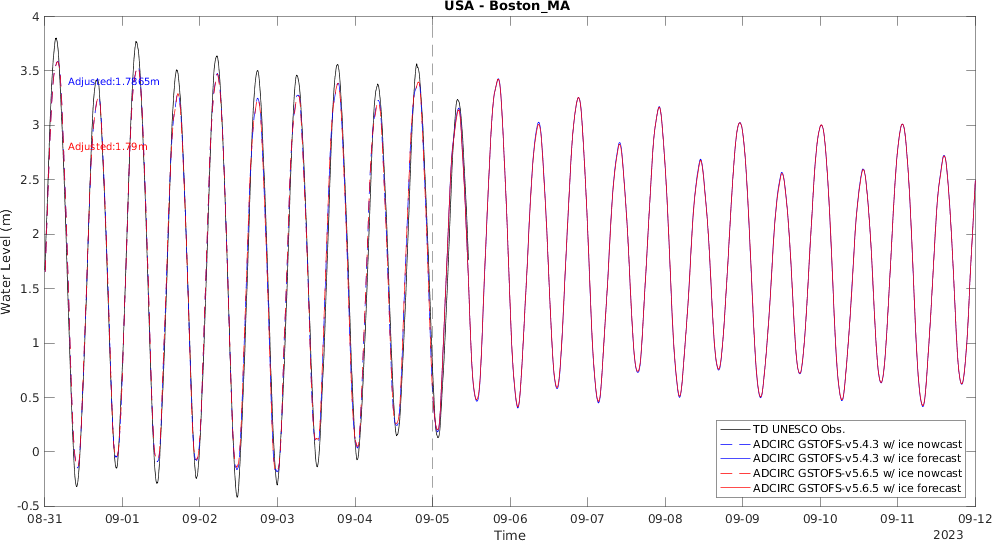 USA - Boston_MA
4
3.5
3
2.5
2
1.5
1
0.5
0
-0.5
Water Level (m)
Adjusted:1.7865m
Adjusted:1.79m
TD UNESCO Obs.
ADCIRC GSTOFS-v5.4.3 w/ ice nowcast
ADCIRC GSTOFS-v5.4.3 w/ ice forecast
ADCIRC GSTOFS-v5.6.5 w/ ice nowcast
ADCIRC GSTOFS-v5.6.5 w/ ice forecast
08-31 09-01 09-02 09-03 09-04 09-05 09-06 09-07 09-08 09-09 09-10 09-11 09-12
Time
2023